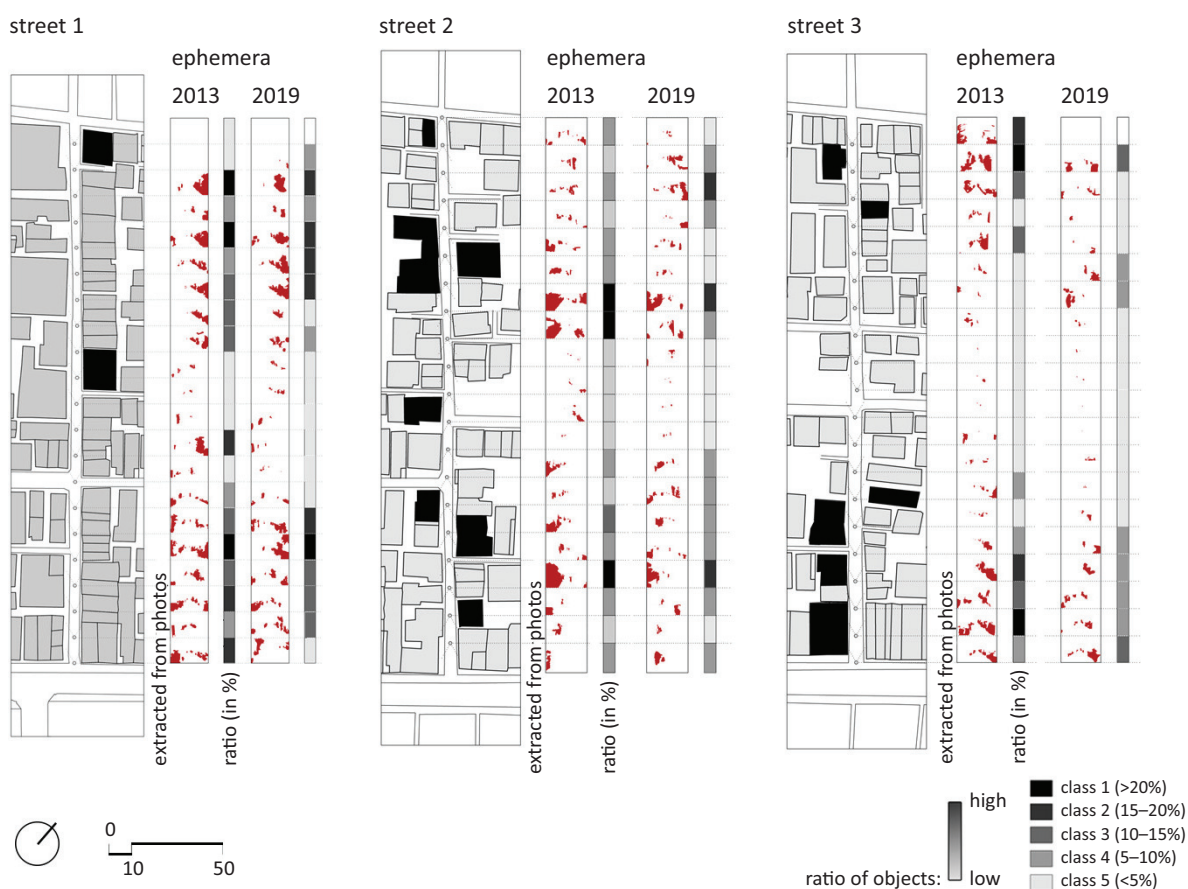 street 1
street 2
street 3
ephemera
ephemera
ephemera
2013
2019
2013
2019
2013
2019
extracted from photos
ratio (in %)
extracted from photos
ratio (in %)
extracted from photos
ratio (in %)
0
10
50
high
low
ratio of objects:
class 1 (>20%)
class 2 (15–20%)
class 3 (10–15%)
class 4 (5–10%)
class 5 (<5%)